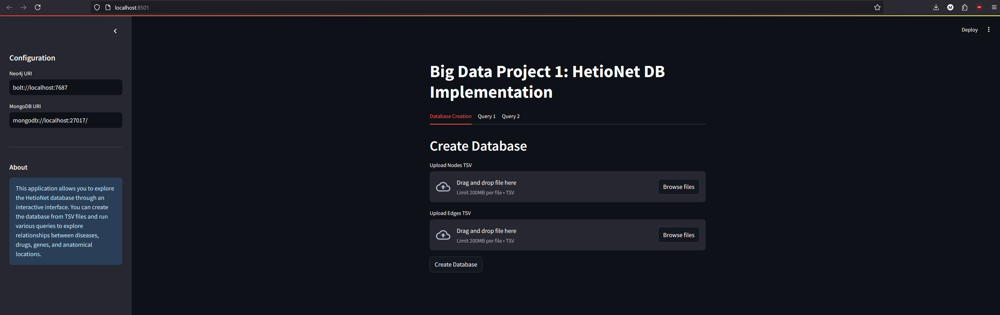 localhost:8501
Deploy
Configuration
Neo4j URI
bolt://localhost:7687
MongoDB URI
mongodb://localhost:27017/
About
This application allows you to explore
the HetioNet database through an
interactive interface. You can create
the database from TSV files and run
various queries to explore
relationships between diseases,
drugs, genes, and anatomical
locations.
Big Data Project 1: HetioNet DB
Implementation
Database Creation Query 1 Query 2
Create Database
Upload Nodes TSV
Drag and drop file here
Limit 200MB per file • TSV
Browse files
Upload Edges TSV
Drag and drop file here
Limit 200MB per file • TSV
Browse files
Create Database
M